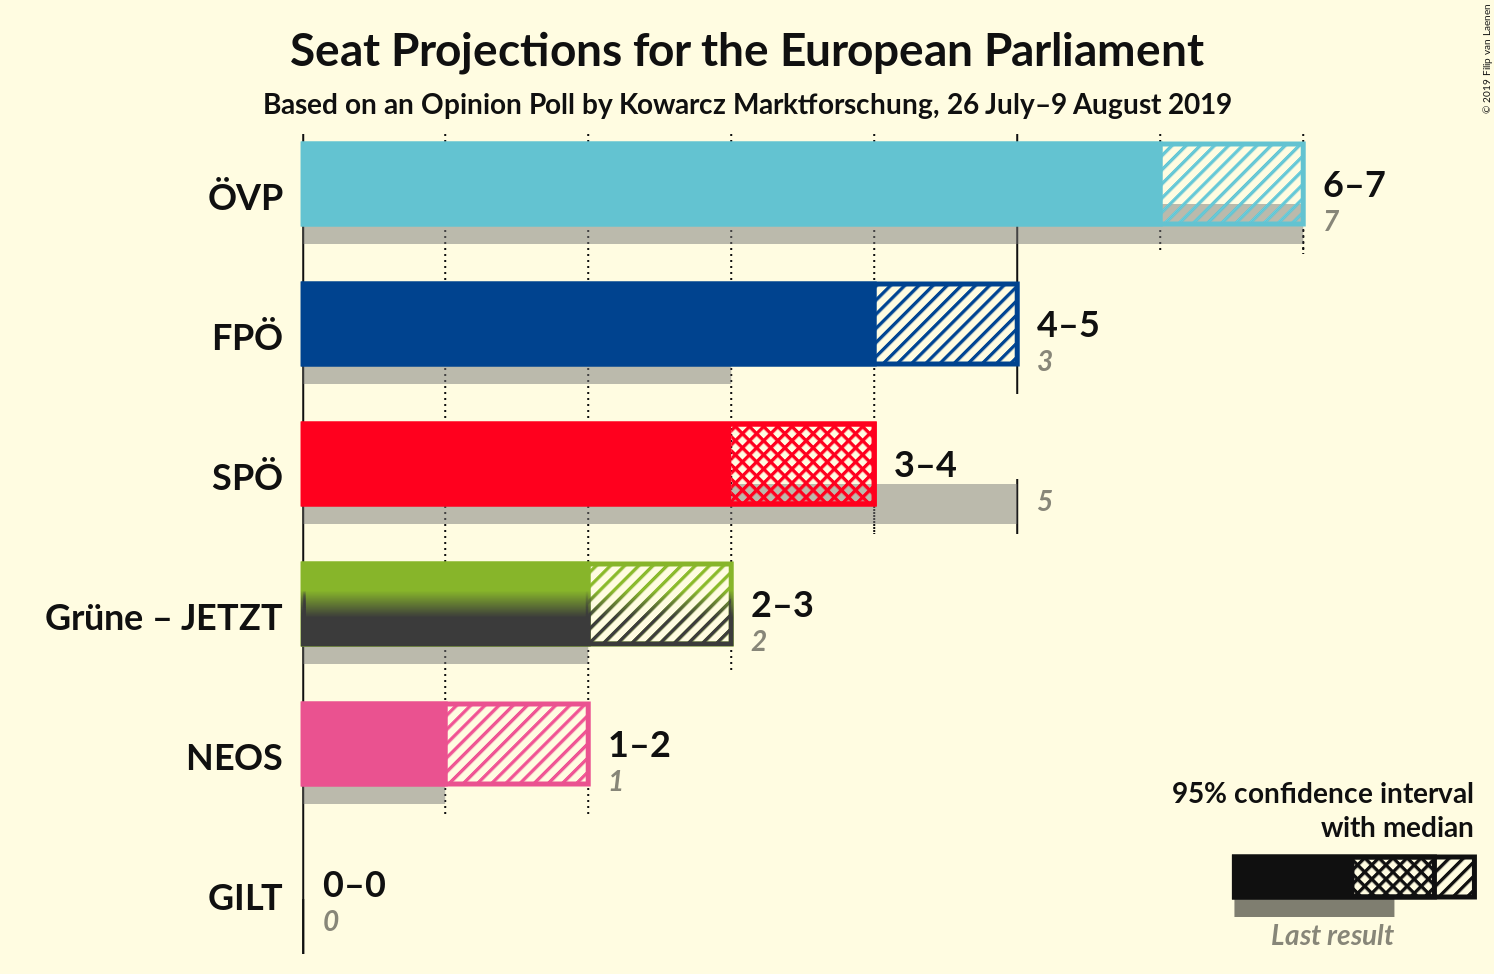 Seat Projections for the European Parliament
Based on an Opinion Poll by Kowarcz Marktforschung, 26 July–9 August 2019
© 2019 Filip van Laenen
ÖVP
6–7
7
FPÖ
4–5
3
SPÖ
3–4
5
Grüne – JETZT
2–3
2
NEOS
1–2
1
GILT
0–0
0
95% confidence interval
with median
Last result